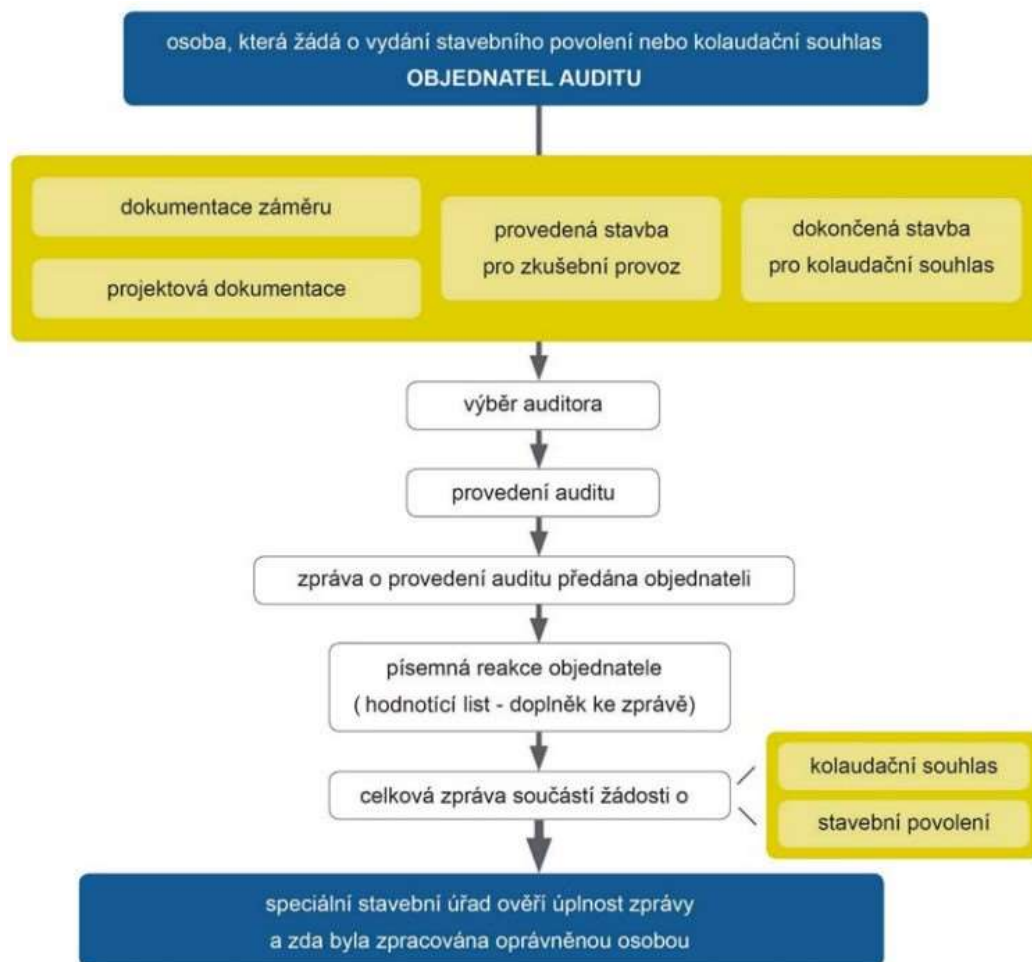 osoba, která žádá o vydání stavebního povolení nebo kolaudační souhlas
OBJEDNATEL AUDITU
dokumentace záměru
projektová dokumentace
provedená stavba
pro zkušební provoz
dokončená stavba
pro kolaudační souhlas
výběr auditora
provedení auditu
zpráva o provedení auditu předána objednateli
písemná reakce objednatele
( hodnotící list - doplněk ke zprávě)
celková zpráva součástí žádosti o
kolaudační souhlas
stavební povolení
speciální stavební úřad ověří úplnost zprávy
a zda byla zpracována oprávněnou osobou